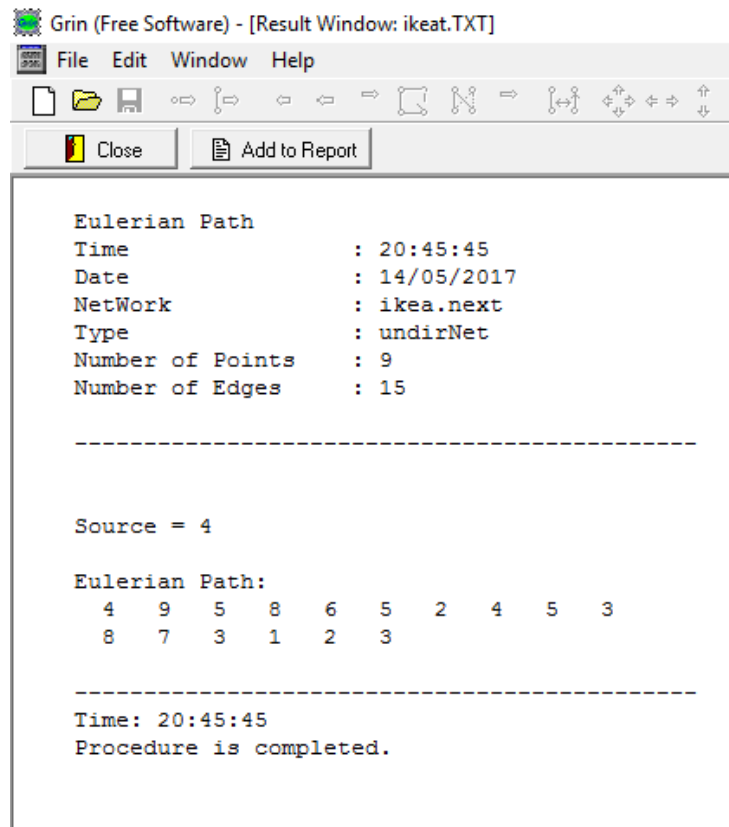 Grin (Free Software) - [Result Window: ikeat.TXT]
File Edit Window Help
Close Add to Report
Eulerian Path
Time : 20:45:45
Date : 14/05/2017
NetWork : ikea.next
Type : undirNet
Number of Points : 9
Number of Edges : 15
---------------------------------------------
Source = 4
Eulerian Path:
4 9 5 8 6 5 2 4 5 3
8 7 3 1 2 3
---------------------------------------------
Time: 20:45:45
Procedure is completed.